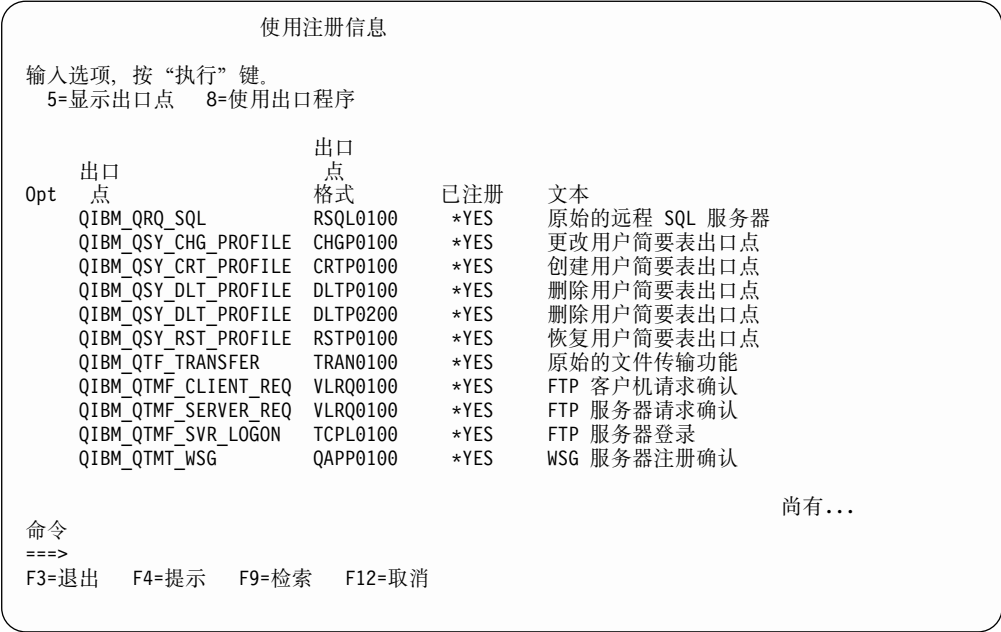 使用注册信息
输入选项, 按“执行”键。
5=显示出口点 8=使用出口程序
出口
出口 点
Opt 点 格式 已注册 文本
QIBM_QRQ_SQL RSQL0100 *YES 原始的远程 SQL 服务器
QIBM_QSY_CHG_PROFILE CHGP0100 *YES 更改用户简要表出口点
QIBM_QSY_CRT_PROFILE CRTP0100 *YES 创建用户简要表出口点
QIBM_QSY_DLT_PROFILE DLTP0100 *YES 删除用户简要表出口点
QIBM_QSY_DLT_PROFILE DLTP0200 *YES 删除用户简要表出口点
QIBM_QSY_RST_PROFILE RSTP0100 *YES 恢复用户简要表出口点
QIBM_QTF_TRANSFER TRAN0100 *YES 原始的文件传输功能
QIBM_QTMF_CLIENT_REQ VLRQ0100 *YES FTP 客户机请求确认
QIBM_QTMF_SERVER_REQ VLRQ0100 *YES FTP 服务器请求确认
QIBM_QTMF_SVR_LOGON TCPL0100 *YES FTP 服务器登录
QIBM_QTMT_WSG QAPP0100 *YES WSG 服务器注册确认
尚有...
命令
===>
F3=退出 F4=提示 F9=检索 F12=取消